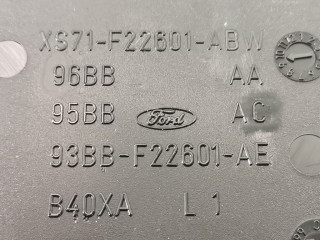 XS71-F22601-ABW
96BB AA
95BB Ford AC
93BB-F22601-AE
B40XA L 1